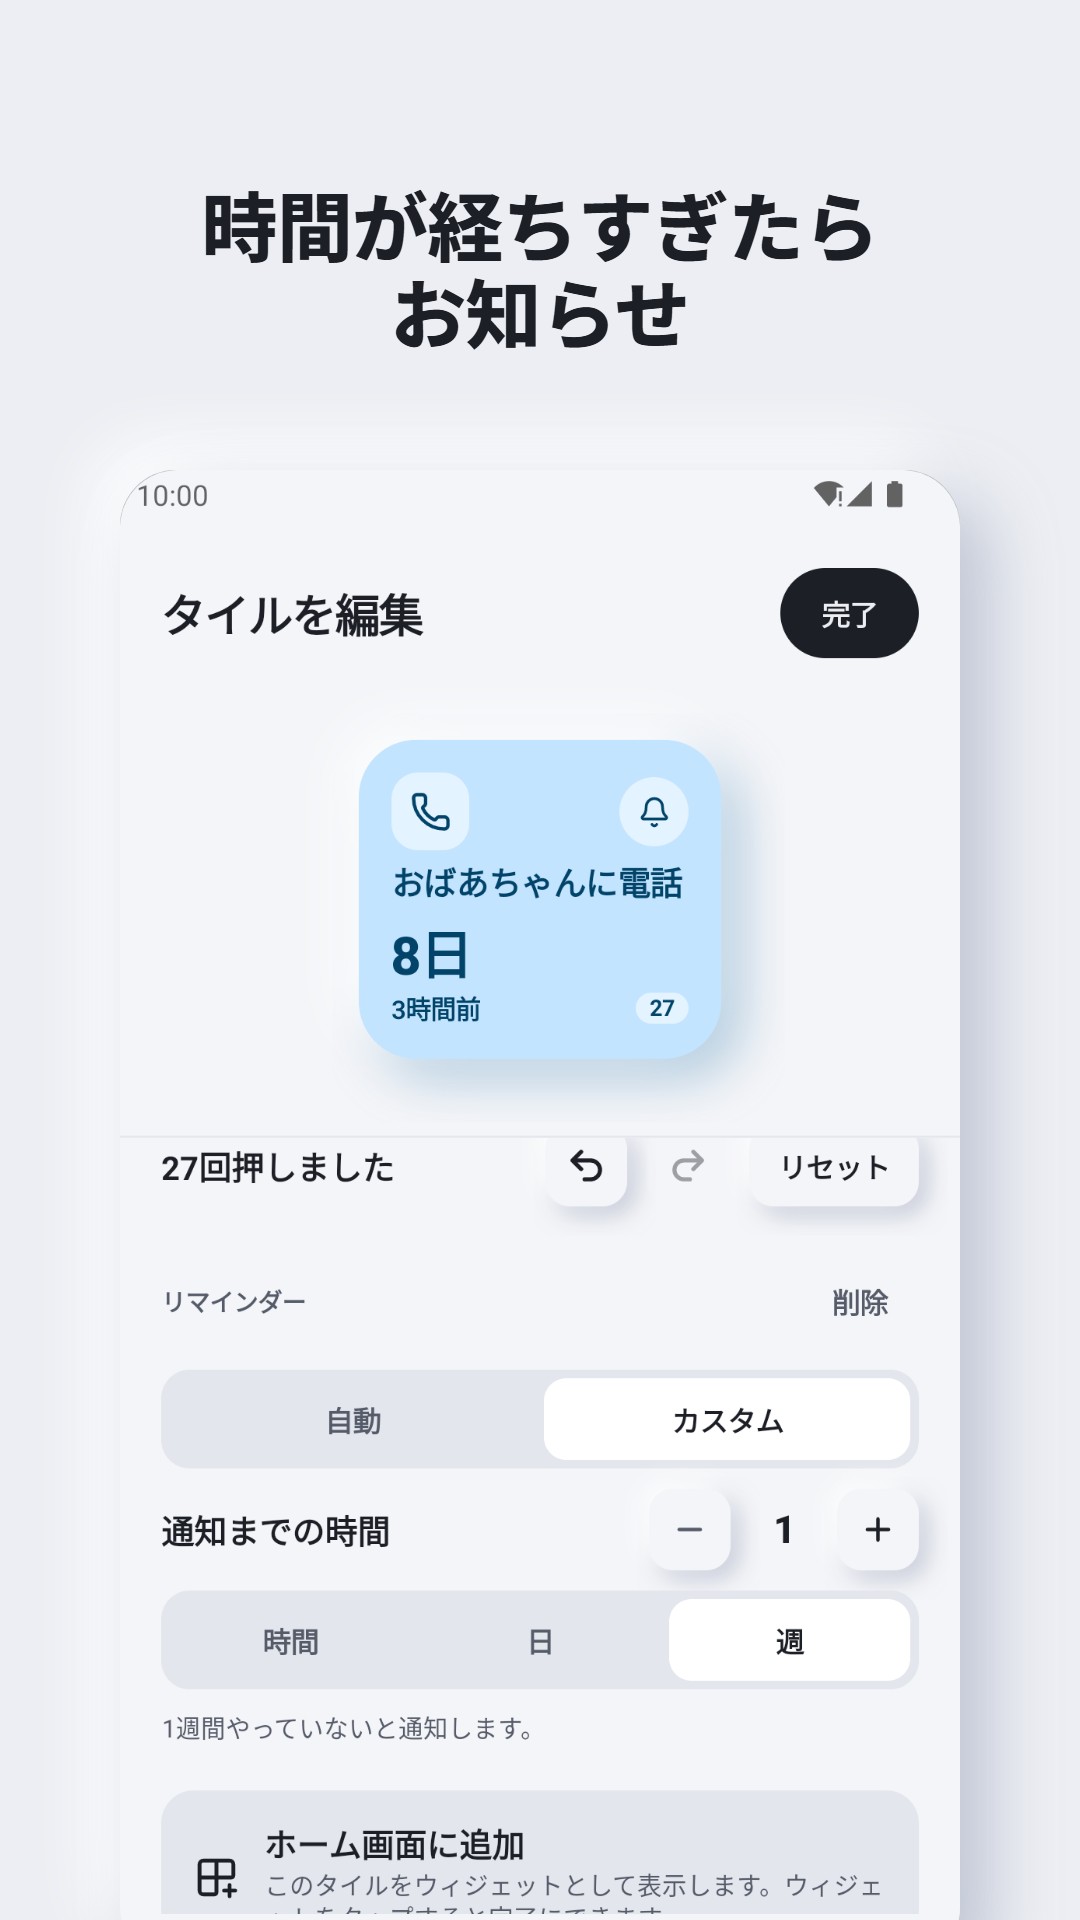 時間が経ちすぎたら
お知らせ
10:00
タイルを編集
完了
おばあちゃんに電話
8日
3時間前
27
27回押しました
リセット
リマインダー
削除
自動
カスタム
通知までの時間
1
時間
日
週
1週間やっていないと通知します。
ホーム画面に追加
このタイルをウィジェットとして表示します。ウィジェ